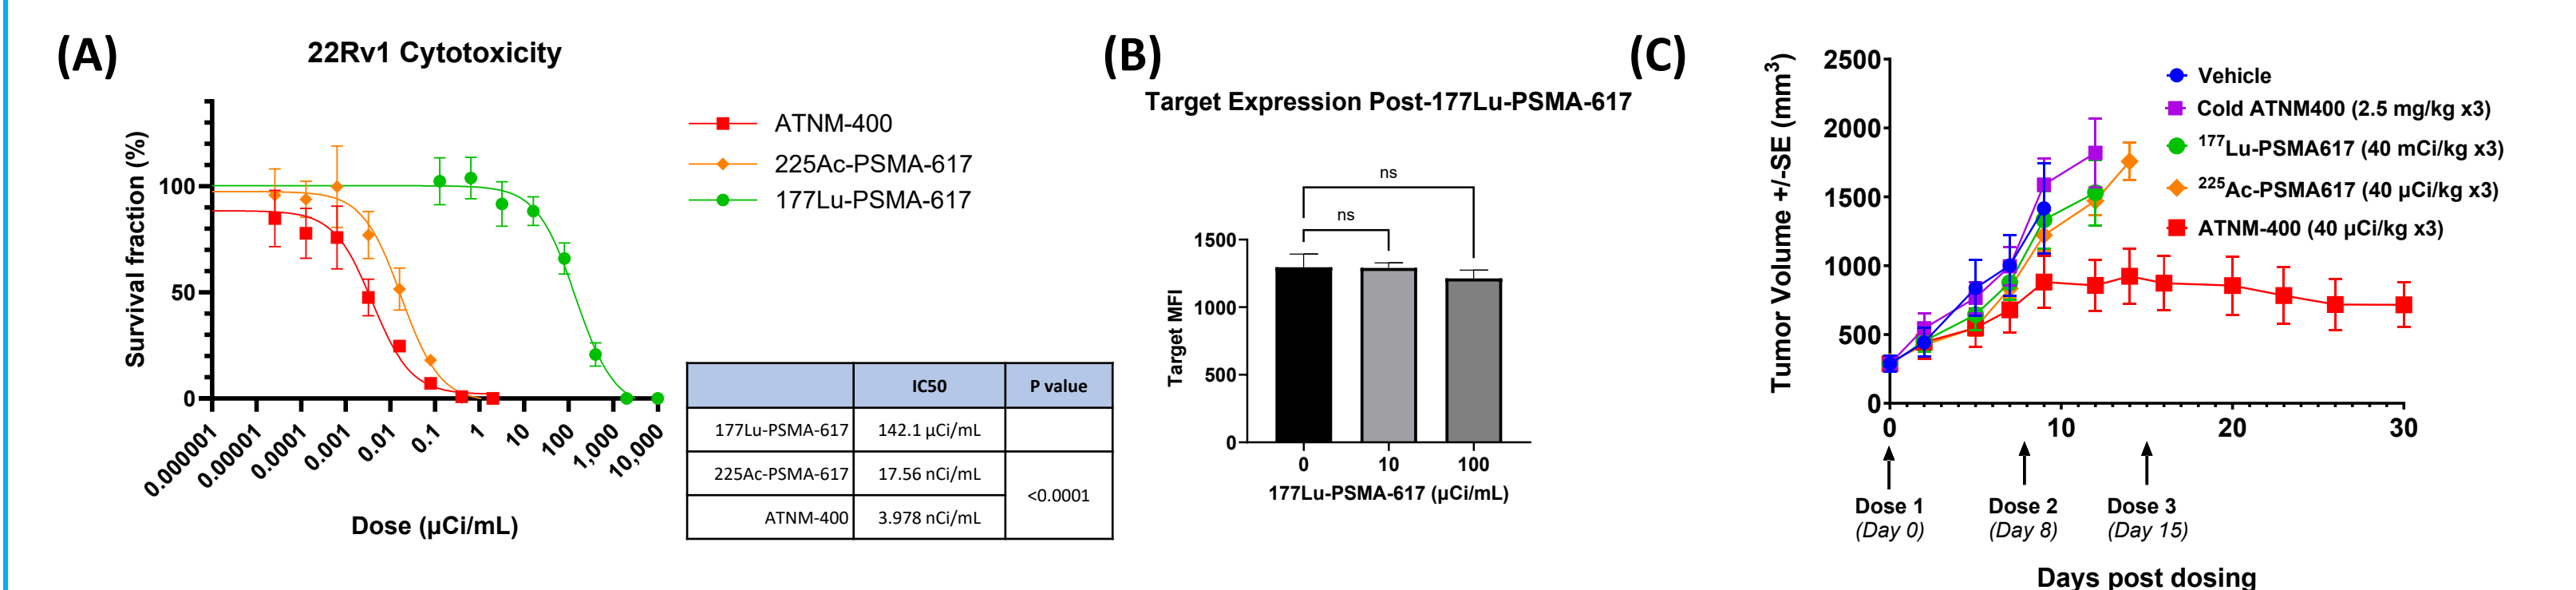 (A)
22Rv1 Cytotoxicity
Survival fraction (%)
100
50
0
0.000001
0.00001
0.0001
0.001
0.01
0.1
1
10
100
1,000
10,000
Dose (µCi/mL)
ATNM-400
225Ac-PSMA-617
177Lu-PSMA-617
IC50 P value
177Lu-PSMA-617 142.1 µCi/mL
225Ac-PSMA-617 17.56 nCi/mL
<0.0001
ATNM-400 3.978 nCi/mL
(B)
Target Expression Post-177Lu-PSMA-617
ns
ns
Target MFI
1500
1000
500
0
0 10 100
177Lu-PSMA-617 (µCi/mL)
(C)
Tumor Volume +/-SE (mm³)
2500
2000
1500
1000
500
0
0 10 20 30
Vehicle
Cold ATNM400 (2.5 mg/kg x3)
¹⁷⁷Lu-PSMA617 (40 mCi/kg x3)
²²⁵Ac-PSMA617 (40 µCi/kg x3)
ATNM-400 (40 µCi/kg x3)
Dose 1 Dose 2 Dose 3
(Day 0) (Day 8) (Day 15)
Days post dosing